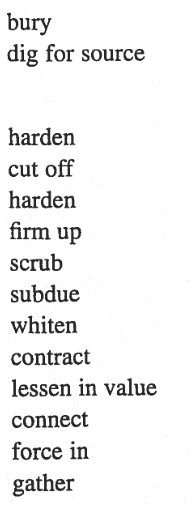 bury
dig for source
harden
cut off
harden
firm up
scrub
subdue
whiten
contract
lessen in value
connect
force in
gather